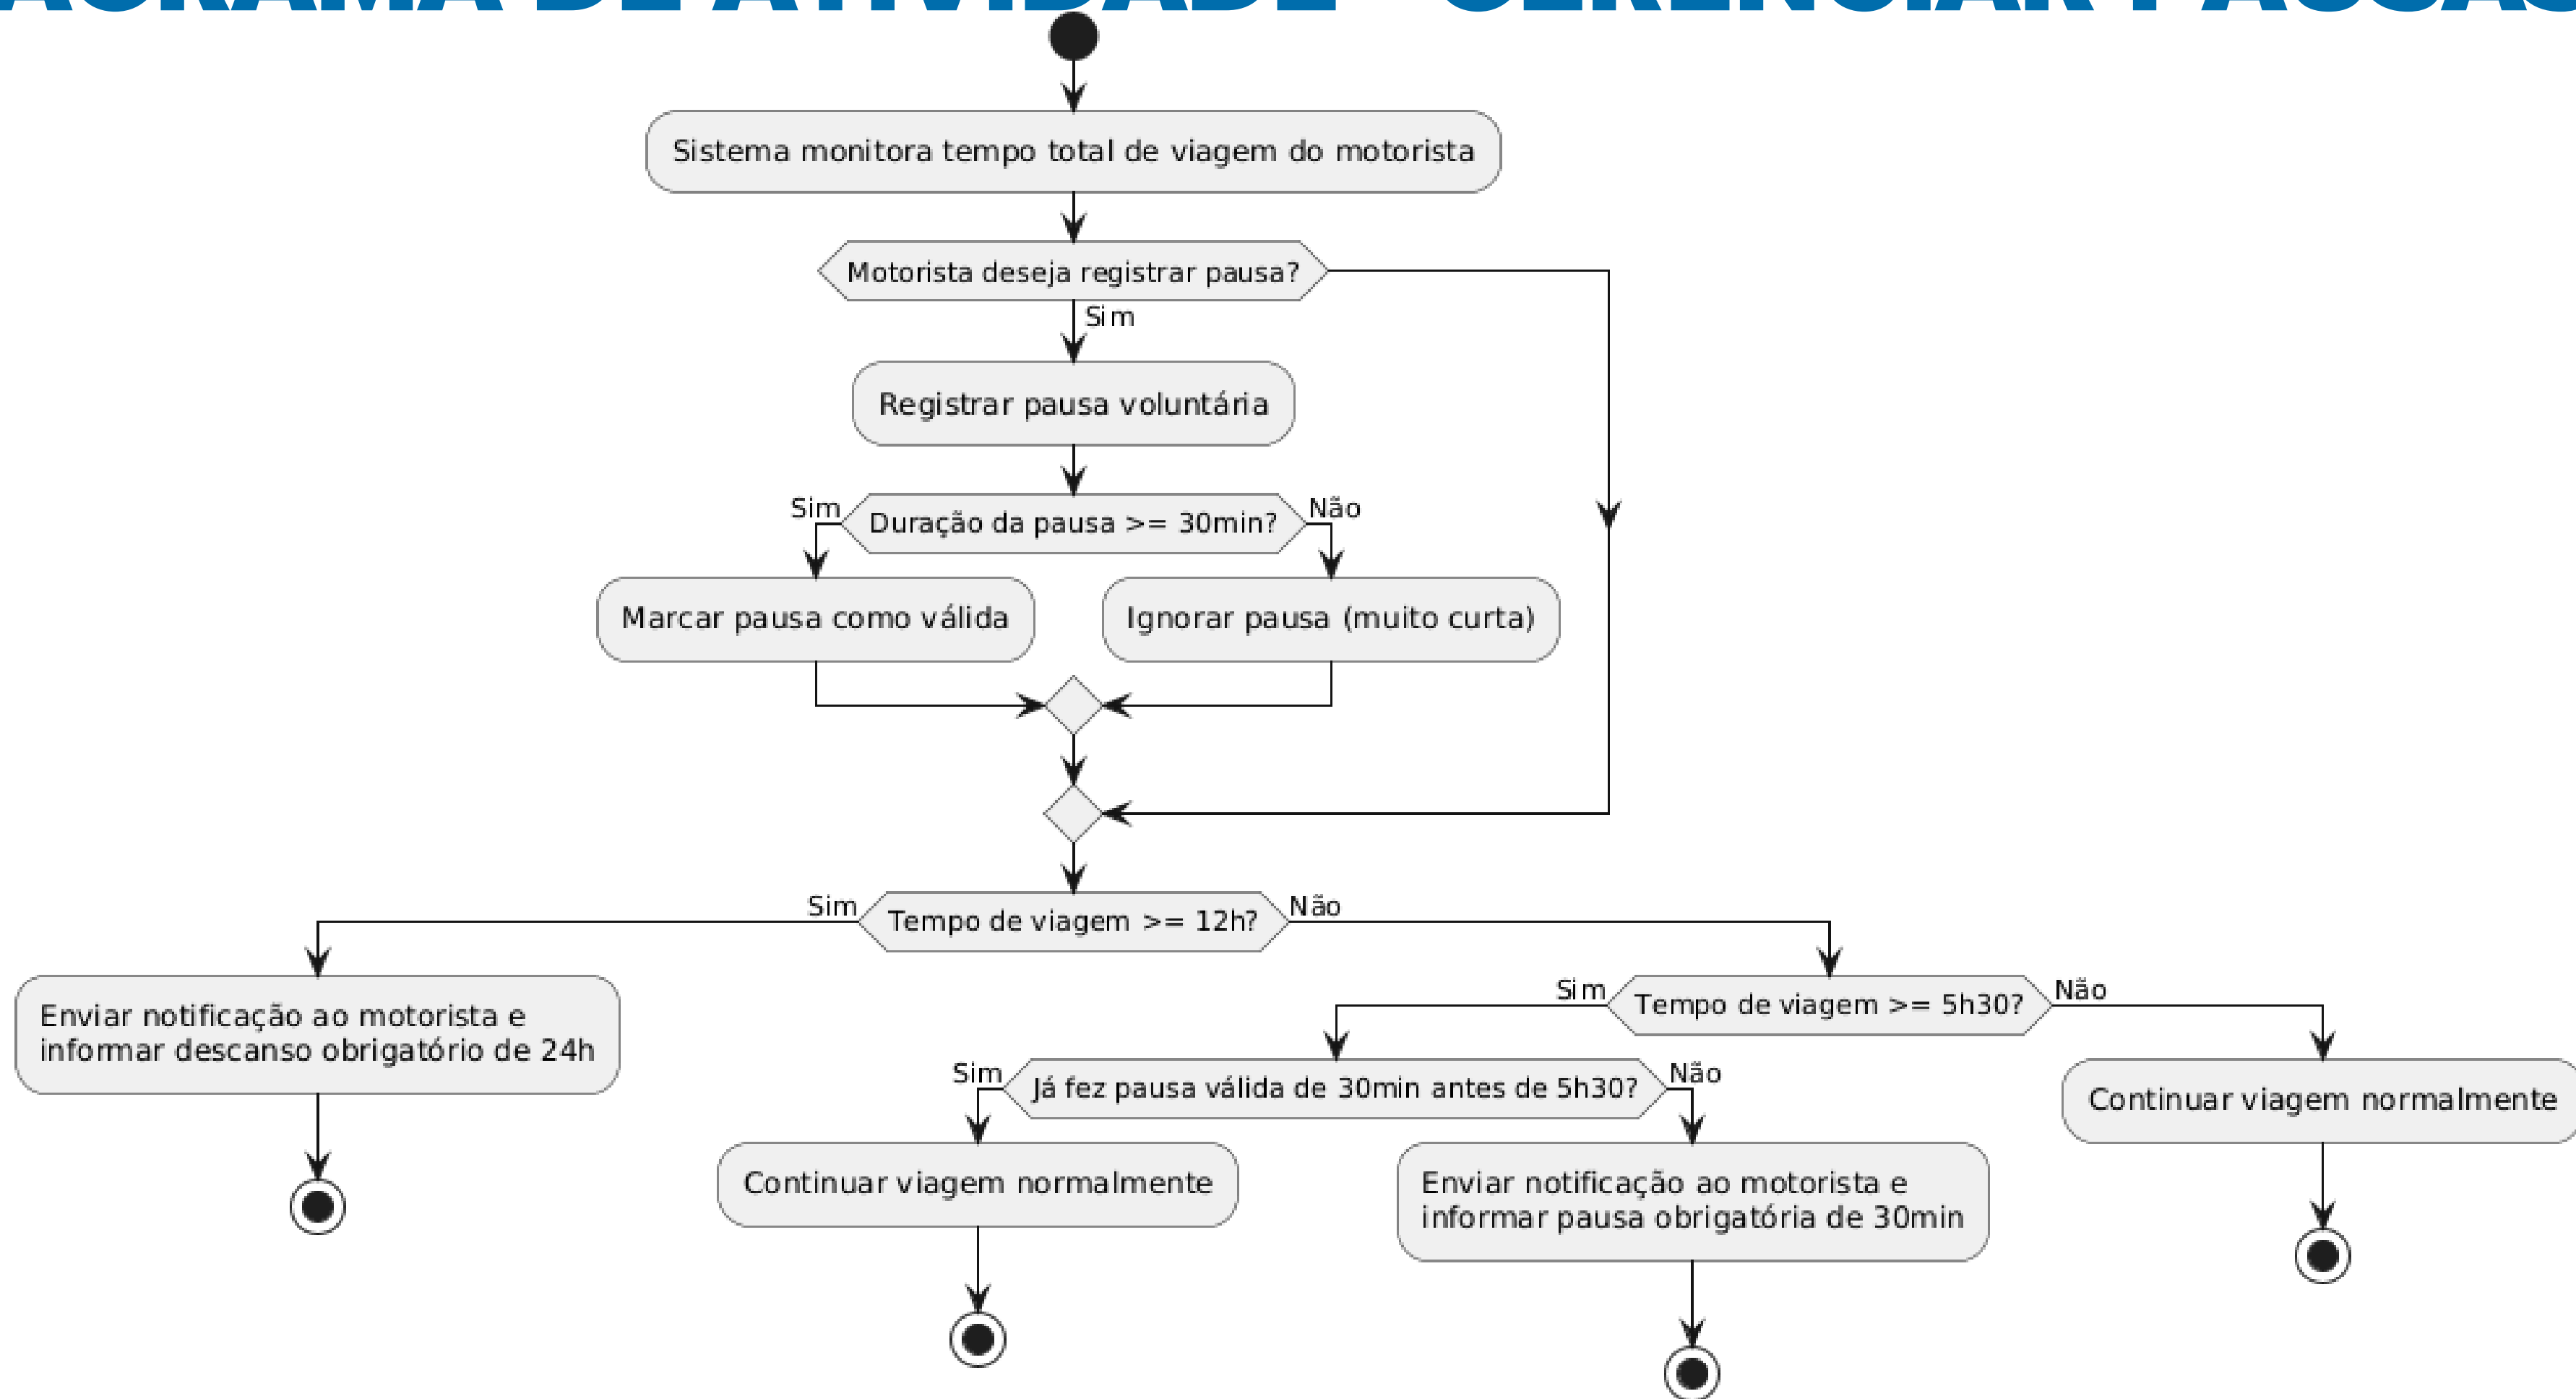 Sistema monitora tempo total de viagem do motorista
Motorista deseja registrar pausa?
Sim
Registrar pausa voluntária
Sim
Duração da pausa >= 30min?
Não
Marcar pausa como válida
Ignorar pausa (muito curta)
Sim
Tempo de viagem >= 12h?
Não
Enviar notificação ao motorista e
informar descanso obrigatório de 24h
Sim
Tempo de viagem >= 5h30?
Não
Sim
Já fez pausa válida de 30min antes de 5h30?
Não
Continuar viagem normalmente
Continuar viagem normalmente
Enviar notificação ao motorista e
informar pausa obrigatória de 30min